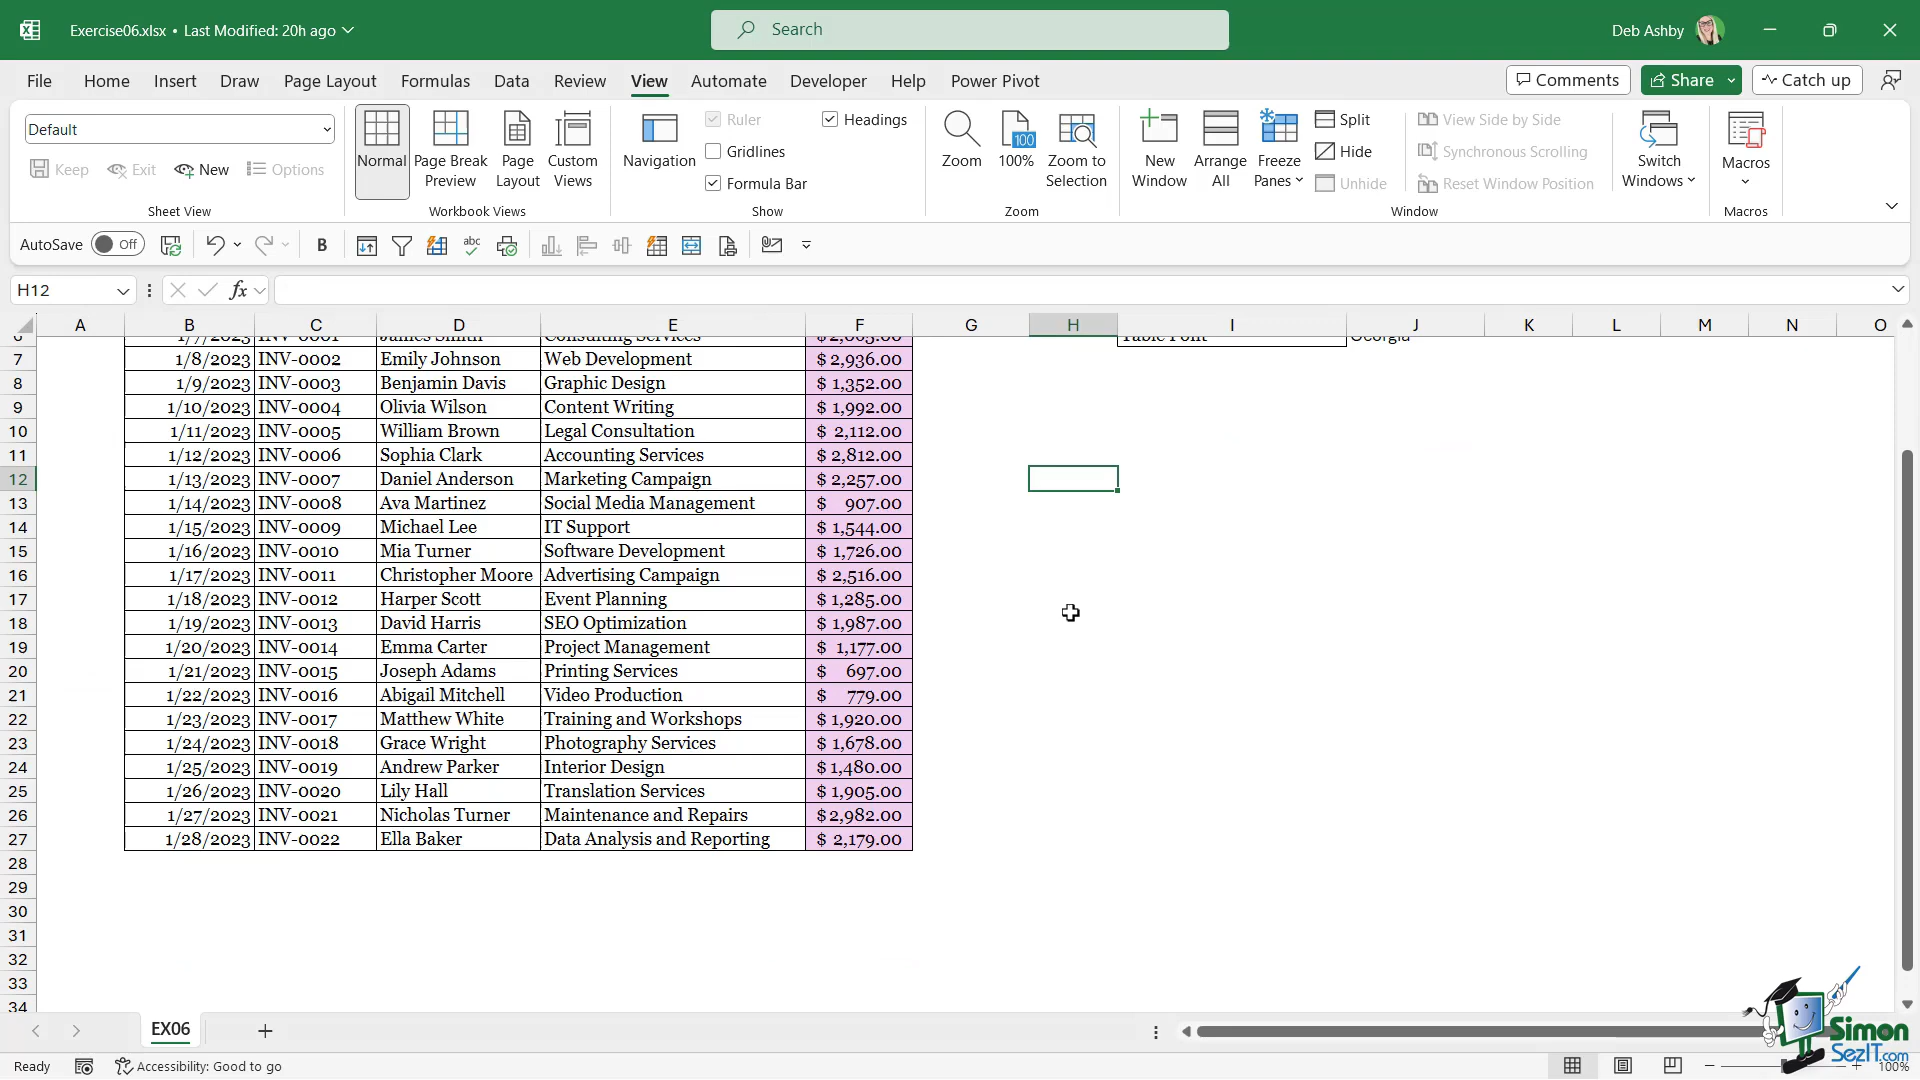 Exercise06.xlsx • Last Modified: 20h ago
Search
Deb Ashby
File Home Insert Draw Page Layout Formulas Data Review View Automate Developer Help Power Pivot
Comments Share Catch up
Default
Keep Exit New Options
Sheet View
Normal
Page Break Preview
Page Layout
Custom Views
Workbook Views
Navigation
Ruler
Gridlines
Formula Bar
Headings
Show
Zoom
100
100%
Zoom to Selection
Zoom
New Window
Arrange All
Freeze Panes
Split
Hide
Unhide
View Side by Side
Synchronous Scrolling
Reset Window Position
Switch Windows
Window
Macros
Macros
AutoSave Off
B
abc
H12
fx
A B C D E F G H I J K L M N O
6 1/7/2023 INV-0001 James Smith Consulting Services $ 2,665.00 Table Font Georgia
7 1/8/2023 INV-0002 Emily Johnson Web Development $ 2,936.00
8 1/9/2023 INV-0003 Benjamin Davis Graphic Design $ 1,352.00
9 1/10/2023 INV-0004 Olivia Wilson Content Writing $ 1,992.00
10 1/11/2023 INV-0005 William Brown Legal Consultation $ 2,112.00
11 1/12/2023 INV-0006 Sophia Clark Accounting Services $ 2,812.00
12 1/13/2023 INV-0007 Daniel Anderson Marketing Campaign $ 2,257.00
13 1/14/2023 INV-0008 Ava Martinez Social Media Management $ 907.00
14 1/15/2023 INV-0009 Michael Lee IT Support $ 1,544.00
15 1/16/2023 INV-0010 Mia Turner Software Development $ 1,726.00
16 1/17/2023 INV-0011 Christopher Moore Advertising Campaign $ 2,516.00
17 1/18/2023 INV-0012 Harper Scott Event Planning $ 1,285.00
18 1/19/2023 INV-0013 David Harris SEO Optimization $ 1,987.00
19 1/20/2023 INV-0014 Emma Carter Project Management $ 1,177.00
20 1/21/2023 INV-0015 Joseph Adams Printing Services $ 697.00
21 1/22/2023 INV-0016 Abigail Mitchell Video Production $ 779.00
22 1/23/2023 INV-0017 Matthew White Training and Workshops $ 1,920.00
23 1/24/2023 INV-0018 Grace Wright Photography Services $ 1,678.00
24 1/25/2023 INV-0019 Andrew Parker Interior Design $ 1,480.00
25 1/26/2023 INV-0020 Lily Hall Translation Services $ 1,905.00
26 1/27/2023 INV-0021 Nicholas Turner Maintenance and Repairs $ 2,982.00
27 1/28/2023 INV-0022 Ella Baker Data Analysis and Reporting $ 2,179.00
28
29
30
31
32
33
34
EX06
Simon SezIT.com
Ready Accessibility: Good to go 100%